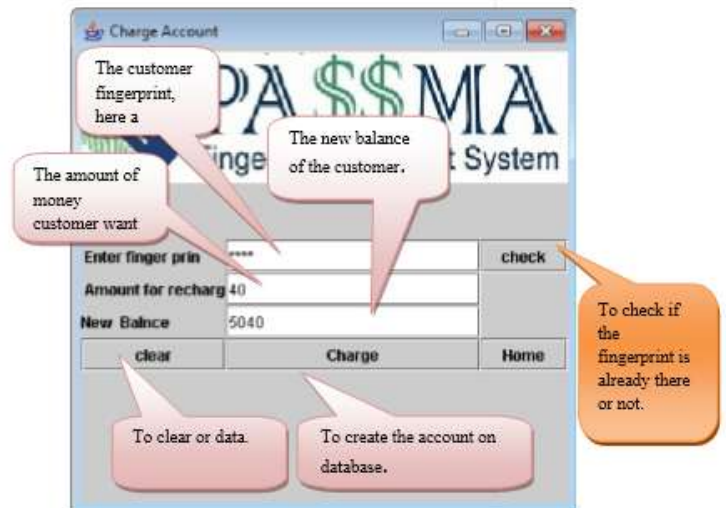 Charge Account
The customer
fingerprint,
here a
PA$$MA
The new balance
of the customer.
System
The amount of
money
customer want
Enter finger prin
****
check
Amount for recharg
40
New Balnce
5040
clear
Charge
Home
To check if
the
fingerprint is
already there
or not.
To clear or data.
To create the account on
database.